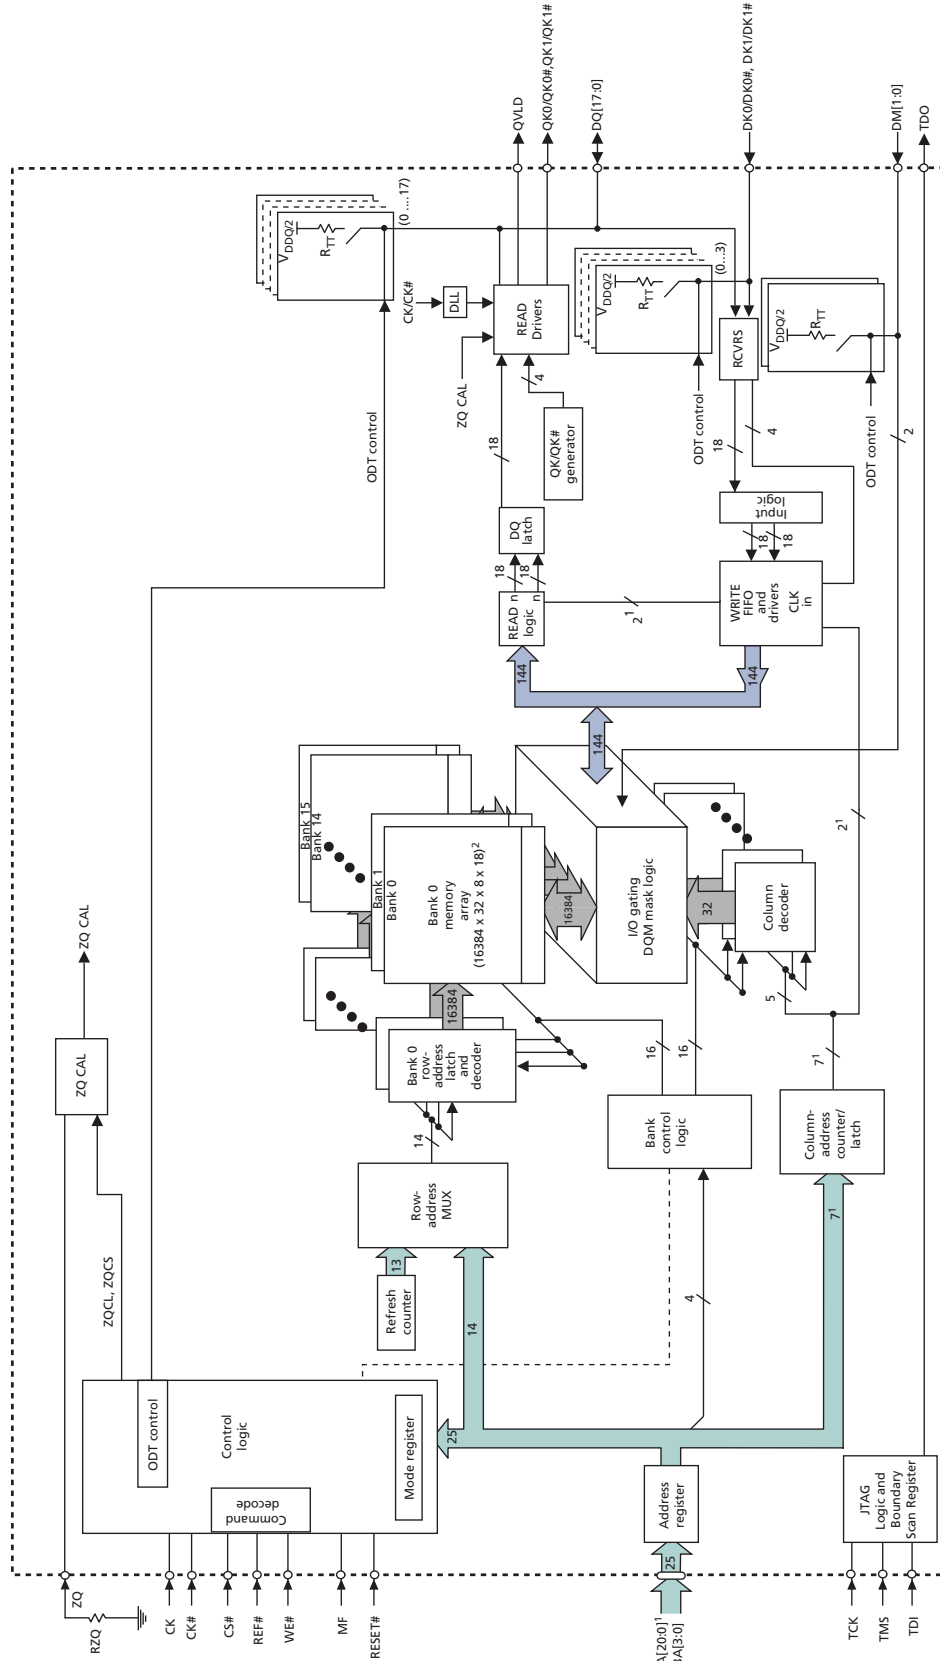 ZQ
RZQ
CK
CK#
CS#
REF#
WE#
MF
RESET#
A[20:0]¹
BA[3:0]
TCK
TMS
TDI
25
ODT control
Control
logic
Command
decode
Mode register
Address
register
JTAG
Logic and
Boundary
Scan Register
25
ZQCL, ZQCS
ZQ CAL
ZQ CAL
Refresh
counter
13
14
4
7¹
Row-
address
MUX
14
Bank
control
logic
16
16
Column-
address
counter/
latch
7¹
5
2¹
Bank 0
row-
address
latch
and
decoder
16384
Bank 15
Bank 14
Bank 1
Bank 0
Bank 0
memory
array
(16384 x 32 x 8 x 18)²
16384
I/O gating
DQM mask logic
32
Column
decoder
144
144
144
READ n
logic n
18
18
DQ
latch
18
2¹
WRITE
FIFO
and
drivers
CLK
in
18
18
Input
logic
18
4
QK/QK#
generator
4
ZQ CAL
CK/CK#
DLL
READ
Drivers
ODT control
VDDQ/2
RTT
(0 ....17)
ODT control
VDDQ/2
RTT
(0...3)
RCVRS
ODT control
VDDQ/2
RTT
2
QVLD
QK0/QK0#,QK1/QK1#
DQ[17:0]
DK0/DK0#, DK1/DK1#
DM[1:0]
TDO